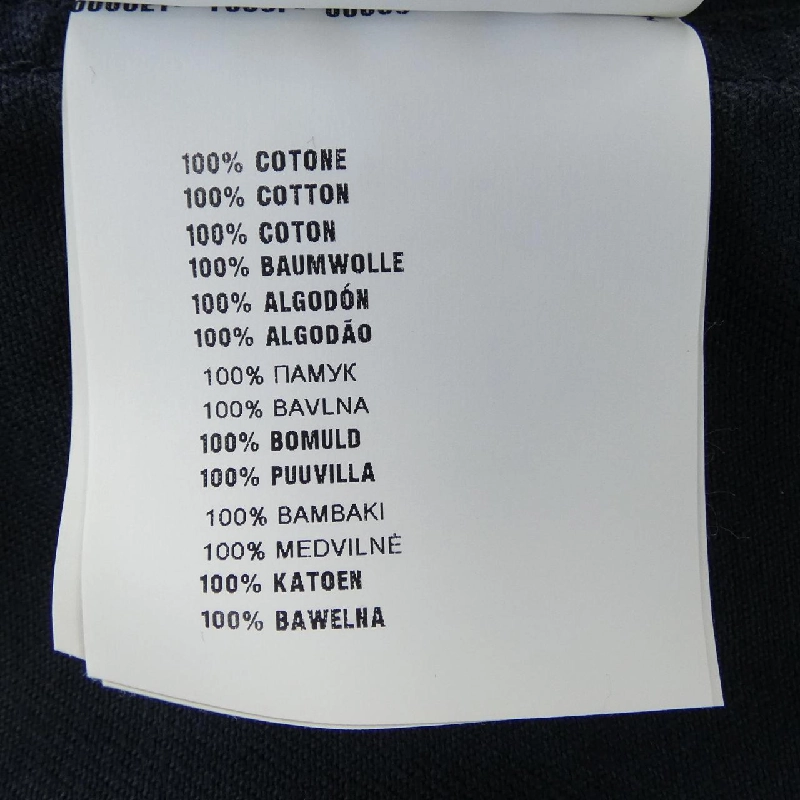 100% COTONE
100% COTTON
100% COTON
100% BAUMWOLLE
100% ALGODÓN
100% ALGODÃO
100% ПАМУК
100% BAVLNA
100% BOMULD
100% PUUVILLA
100% BAMBAKI
100% MEDVILNĖ
100% KATOEN
100% BAWELNA